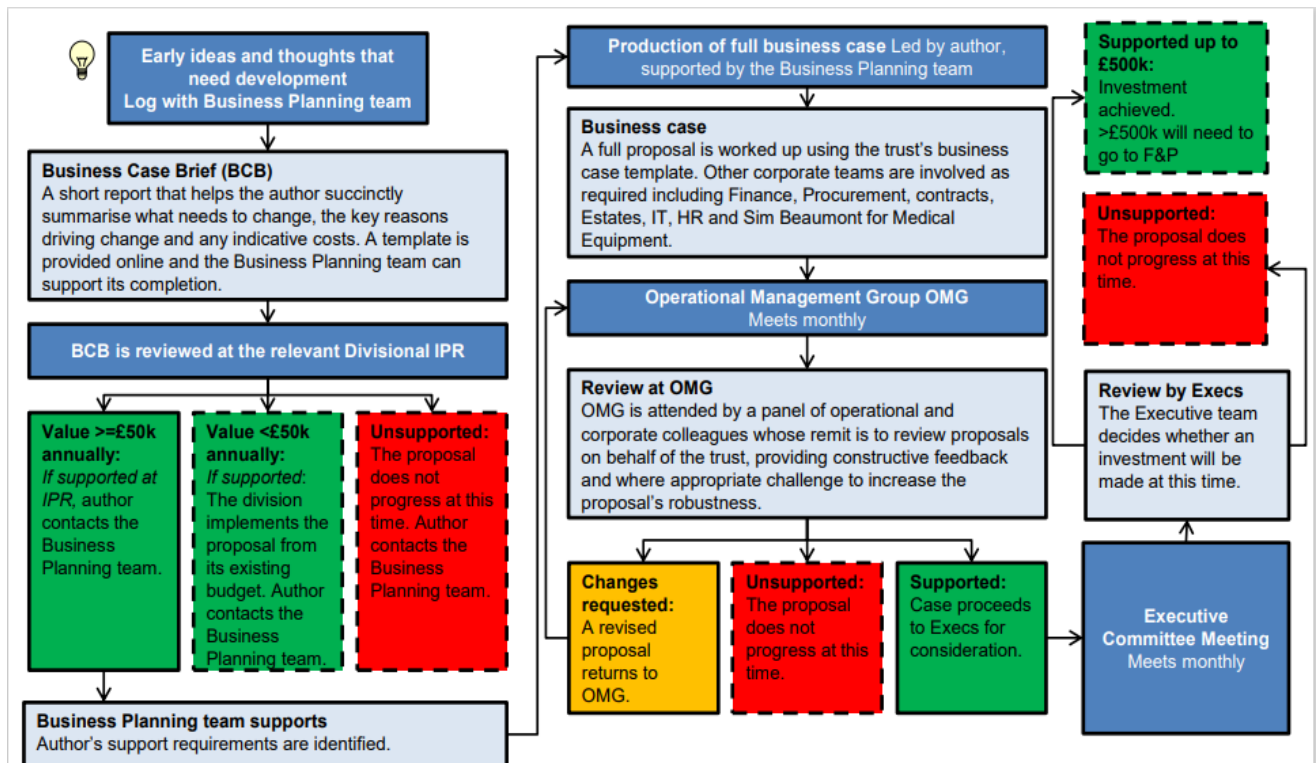 Early ideas and thoughts that
need development
Log with Business Planning team
Business Case Brief (BCB)
A short report that helps the author succinctly
summarise what needs to change, the key reasons
driving change and any indicative costs. A template is
provided online and the Business Planning team can
support its completion.
BCB is reviewed at the relevant Divisional IPR
Value >=£50k
annually:
If supported at
IPR, author
contacts the
Business
Planning team.
Value <£50k
annually:
If supported:
The division
implements the
proposal from
its existing
budget. Author
contacts the
Business
Planning team.
Unsupported:
The proposal
does not
progress at this
time. Author
contacts the
Business
Planning team.
Business Planning team supports
Author's support requirements are identified.
Production of full business case Led by author,
supported by the Business Planning team
Business case
A full proposal is worked up using the trust's business
case template. Other corporate teams are involved as
required including Finance, Procurement, contracts,
Estates, IT, HR and Sim Beaumont for Medical
Equipment.
Operational Management Group OMG
Meets monthly
Review at OMG
OMG is attended by a panel of operational and
corporate colleagues whose remit is to review proposals
on behalf of the trust, providing constructive feedback
and where appropriate challenge to increase the
proposal's robustness.
Changes
requested:
A revised
proposal
returns to
OMG.
Unsupported:
The proposal
does not
progress at this
time.
Supported:
Case proceeds
to Execs for
consideration.
Executive
Committee Meeting
Meets monthly
Review by Execs
The Executive team
decides whether an
investment will be
made at this time.
Supported up to
£500k:
Investment
achieved.
>£500k will need to
go to F&P
Unsupported:
The proposal does
not progress at this
time.